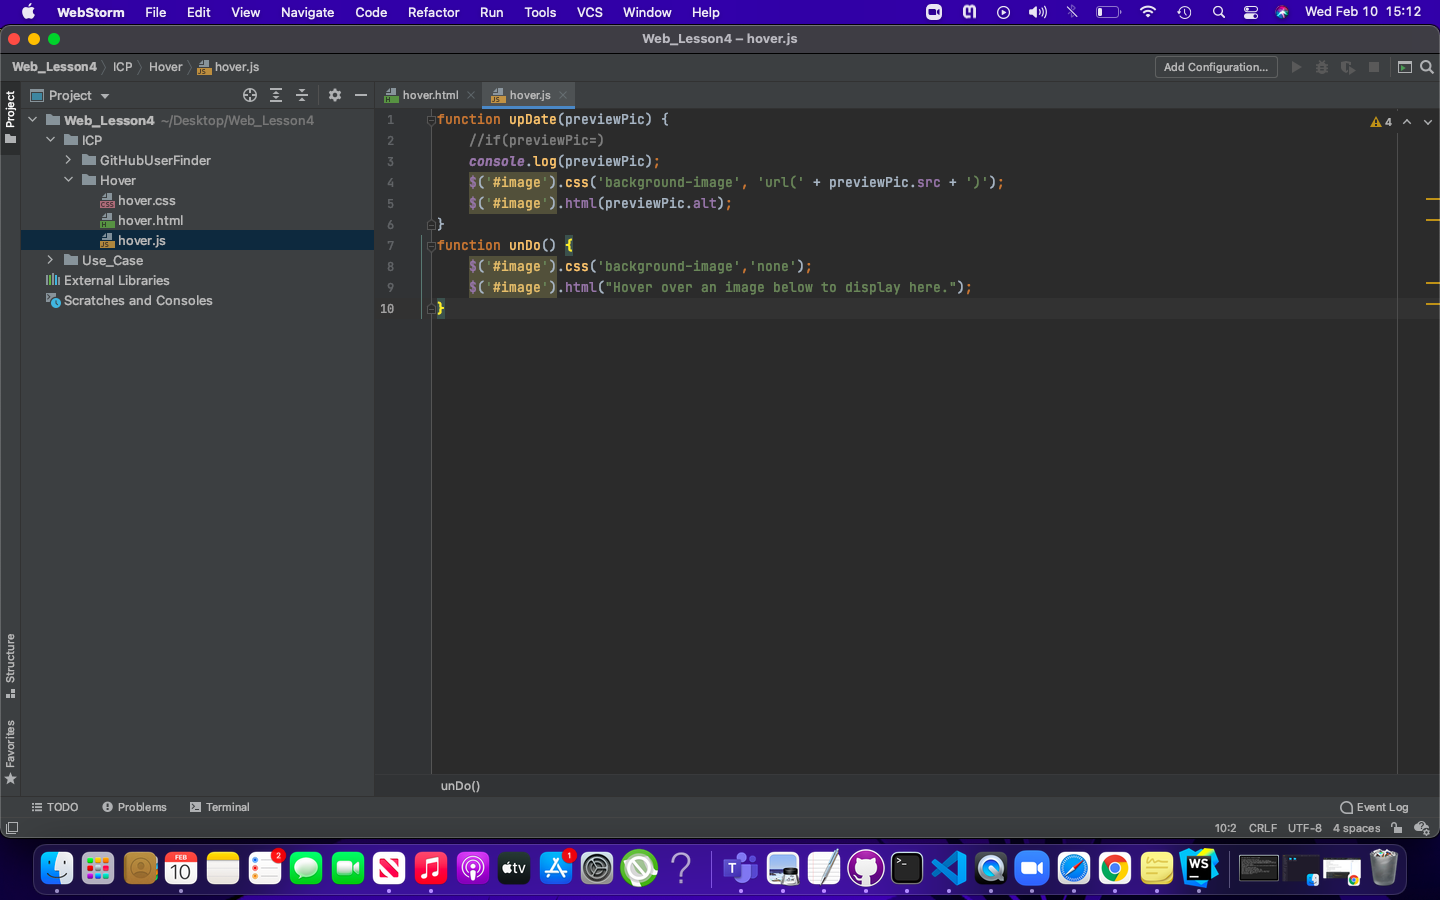 WebStorm File Edit View Navigate Code Refactor Run Tools VCS Window Help Wed Feb 10 15:12
Web_Lesson4 – hover.js
Web_Lesson4 ICP Hover hover.js Add Configuration...
Project
Project
hover.html
hover.js
Web_Lesson4 ~/Desktop/Web_Lesson4
ICP
GitHubUserFinder
Hover
hover.css
hover.html
hover.js
Use_Case
External Libraries
Scratches and Consoles
1 function upDate(previewPic) {
2 //if(previewPic=)
3 console.log(previewPic);
4 $('#image').css('background-image', 'url(' + previewPic.src + ')');
5 $('#image').html(previewPic.alt);
6 }
7 function unDo() {
8 $('#image').css('background-image','none');
9 $('#image').html("Hover over an image below to display here.");
10 }
4
Structure
Favorites
unDo()
TODO Problems Terminal Event Log
10:2 CRLF UTF-8 4 spaces
FEB
10
2
tv
1
WS